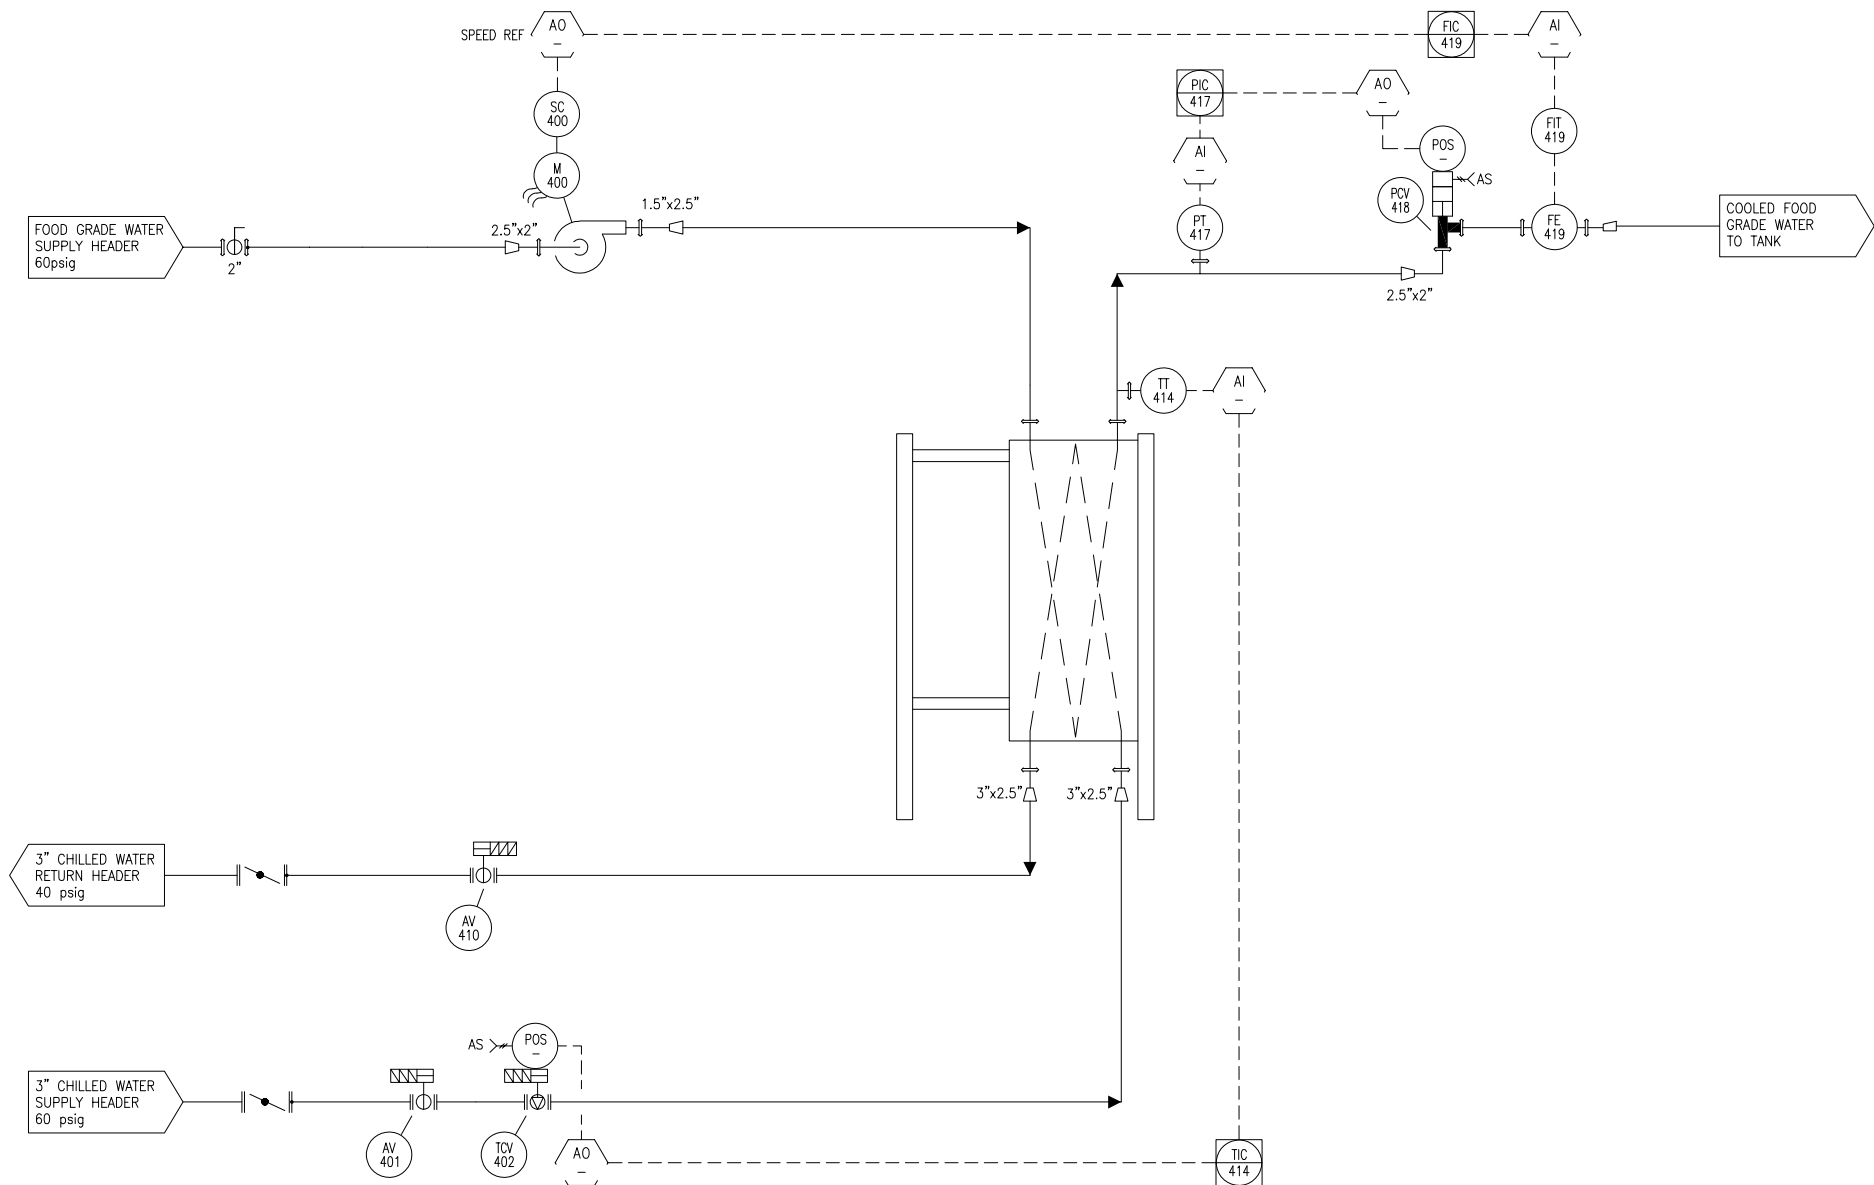 SPEED REF
AO
–
FIC
419
AI
–
PIC
417
AO
–
SC
400
FIT
419
AI
–
POS
–
M
400
AS
PCV
418
1.5"x2.5"
PT
417
FE
419
COOLED FOOD
GRADE WATER
TO TANK
FOOD GRADE WATER
SUPPLY HEADER
60psig
2"
2.5"x2"
2.5"x2"
TT
414
AI
–
3"x2.5"
3"x2.5"
3" CHILLED WATER
RETURN HEADER
40 psig
AV
410
AS
POS
–
3" CHILLED WATER
SUPPLY HEADER
60 psig
AV
401
TCV
402
AO
–
TIC
414